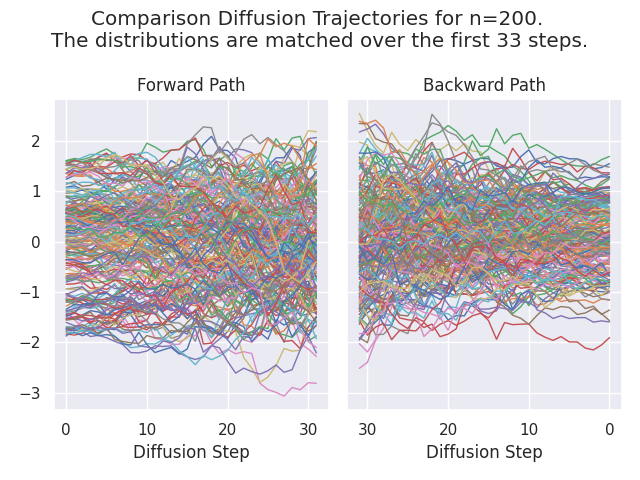 Comparison Diffusion Trajectories for n=200.
The distributions are matched over the first 33 steps.
Forward Path
Backward Path
2
1
0
−1
−2
−3
0 10 20 30
30 20 10 0
Diffusion Step
Diffusion Step